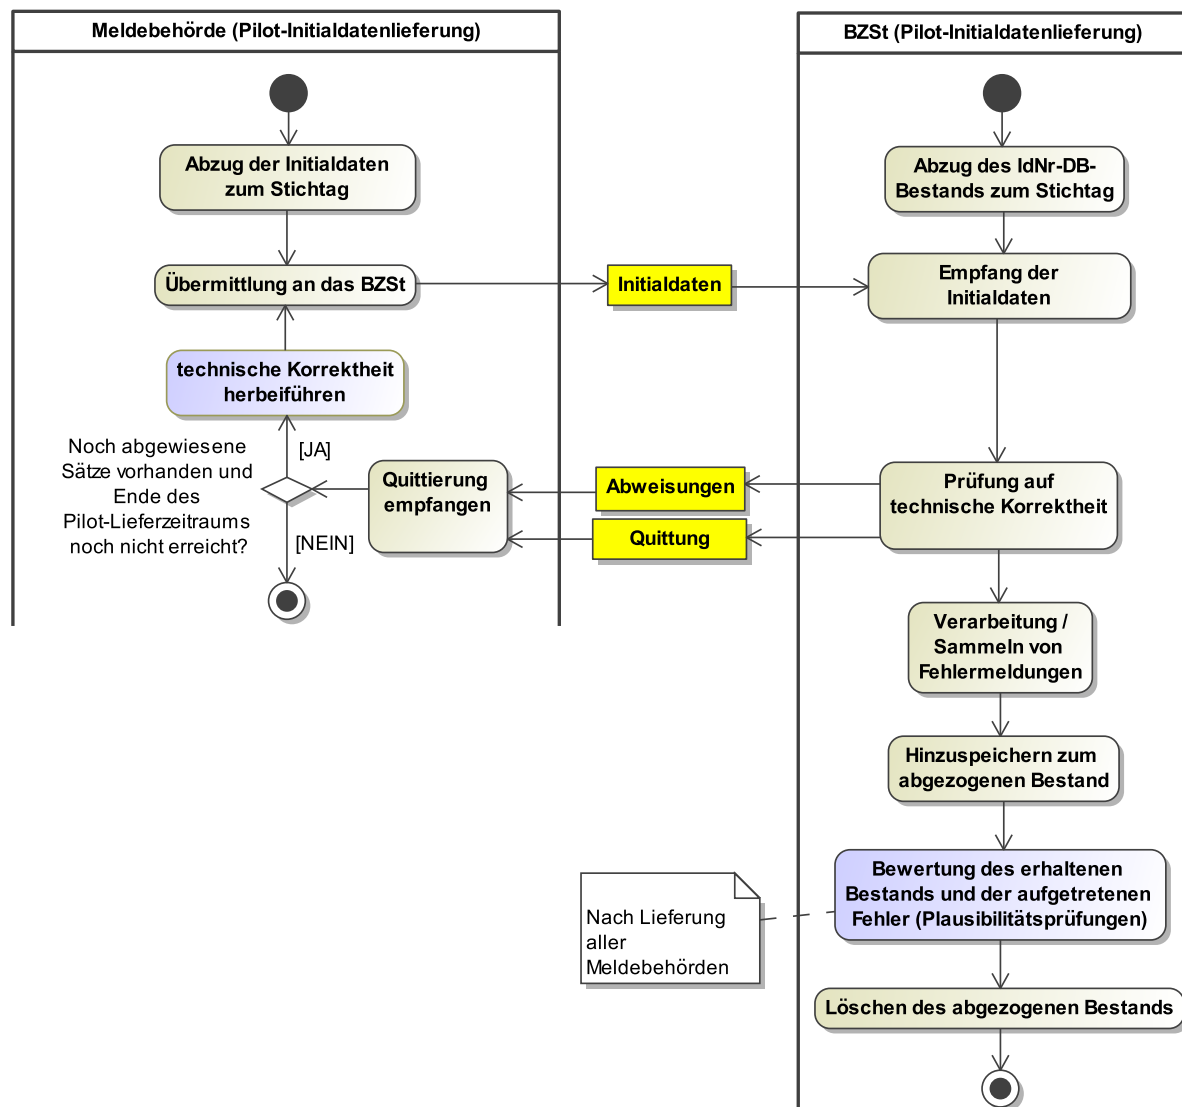 Meldebehörde (Pilot-Initialdatenlieferung)
Abzug der Initialdaten
zum Stichtag
Übermittlung an das BZSt
technische Korrektheit
herbeiführen
Noch abgewiesene
Sätze vorhanden und
Ende des
Pilot-Lieferzeitraums
noch nicht erreicht?
[JA]
[NEIN]
Quittierung
empfangen
Initialdaten
Abweisungen
Quittung
BZSt (Pilot-Initialdatenlieferung)
Abzug des IdNr-DB-
Bestands zum Stichtag
Empfang der
Initialdaten
Prüfung auf
technische Korrektheit
Verarbeitung /
Sammeln von
Fehlermeldungen
Hinzuspeichern zum
abgezogenen Bestand
Bewertung des erhaltenen
Bestands und der aufgetretenen
Fehler (Plausibilitätsprüfungen)
Nach Lieferung
aller
Meldebehörden
Löschen des abgezogenen Bestands